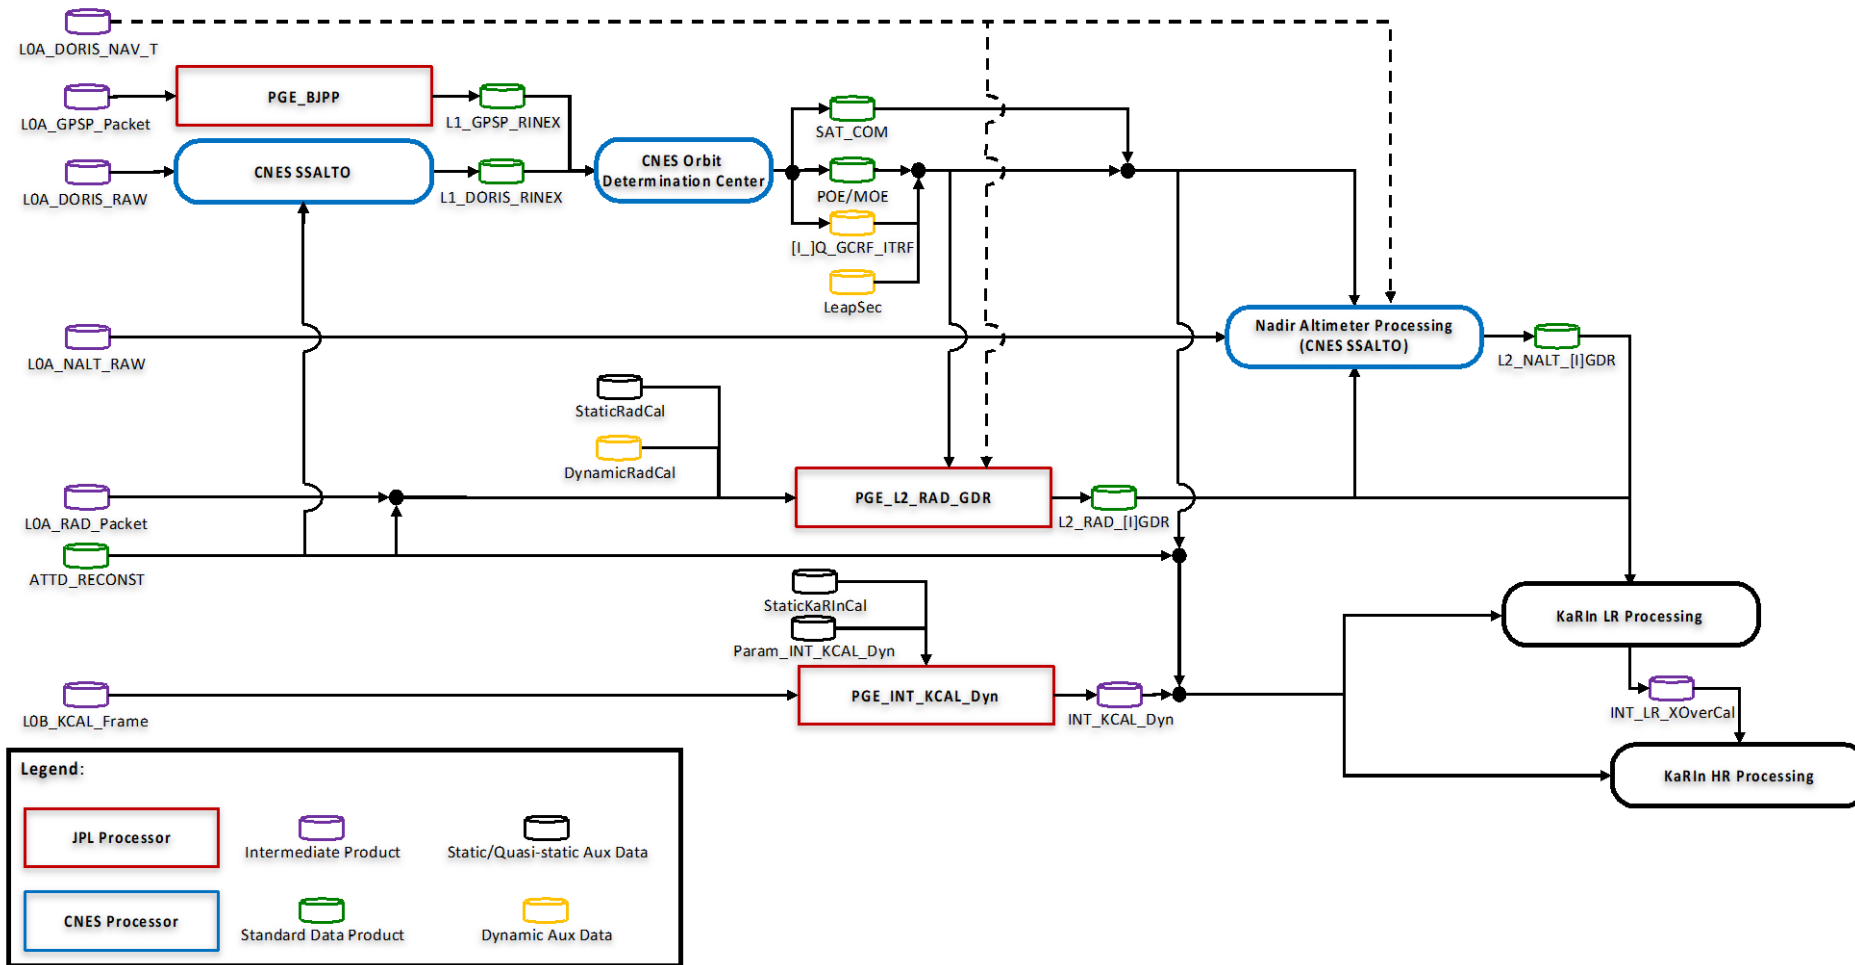 L0A_DORIS_NAV_T
L0A_GPSP_Packet
PGE_BJPP
L1_GPSP_RINEX
L0A_DORIS_RAW
CNES SSALTO
L1_DORIS_RINEX
CNES Orbit
Determination Center
SAT_COM
POE/MOE
[I_]Q_GCRF_ITRF
LeapSec
L0A_NALT_RAW
Nadir Altimeter Processing
(CNES SSALTO)
L2_NALT_[I]GDR
StaticRadCal
DynamicRadCal
L0A_RAD_Packet
PGE_L2_RAD_GDR
L2_RAD_[I]GDR
ATTD_RECONST
StaticKaRInCal
Param_INT_KCAL_Dyn
KaRIn LR Processing
L0B_KCAL_Frame
PGE_INT_KCAL_Dyn
INT_KCAL_Dyn
INT_LR_XOverCal
KaRIn HR Processing
Legend:
JPL Processor
Intermediate Product
Static/Quasi-static Aux Data
CNES Processor
Standard Data Product
Dynamic Aux Data